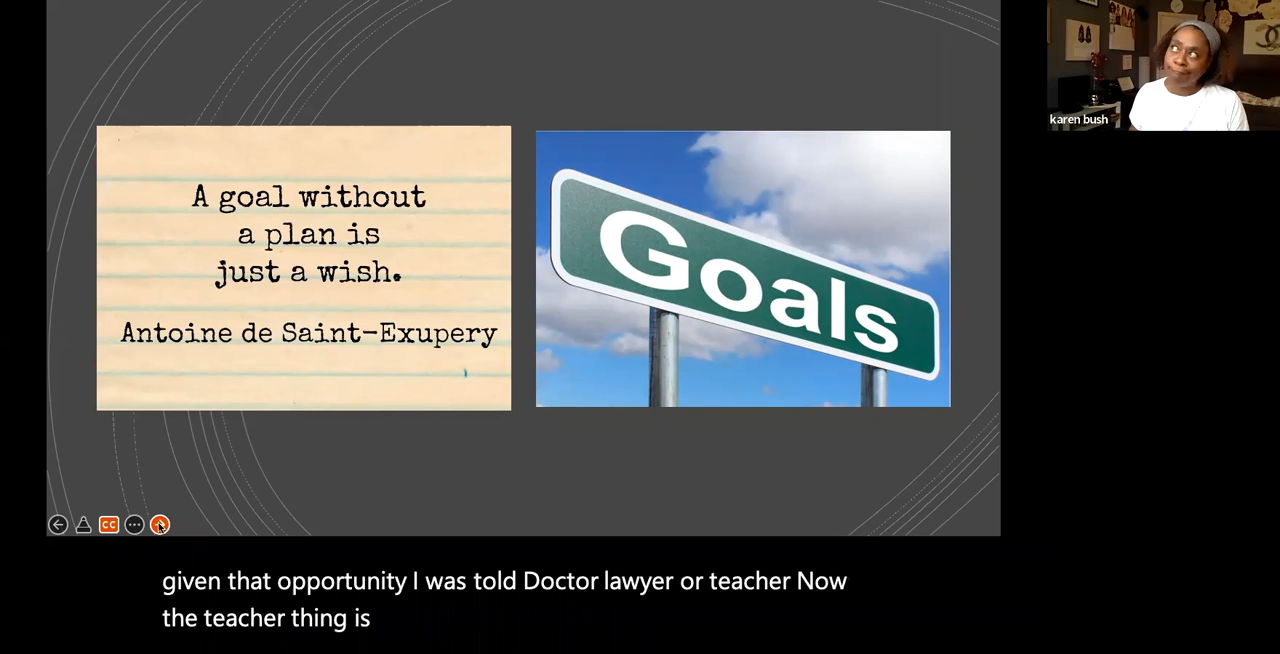 A goal without
a plan is
just a wish.
Antoine de Saint-Exupery
Goals
karen bush
CC
given that opportunity I was told Doctor lawyer or teacher Now
the teacher thing is